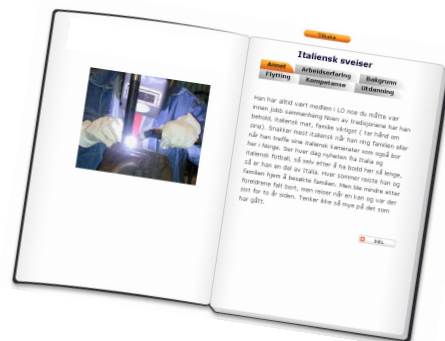 Tilbake
Italiensk sveiser
Annet Arbeidserfaring Bakgrunn
Flytting Kompetanse Utdanning
Han har alltid vært medlem i LO noe du måtte vær
innen jobb sammenheng Noen av tradisjonene har han
behold, italiensk mat, familie viktigst ( tar hånd om
sine). Snakker mest italiensk når han ring familien eller
når han treffe sine italiensk kamerater som også bor
her i Norge. Ser hver dag nyheten fra Italia og
italiensk fotball, så selv etter å ha bodd her så lenge,
så er han en del av Italia. Hver sommer reiste han og
familien hjem å besøkte familien. Men ble mindre etter
foreldrene falt bort, men reiser når en kan og var der
sist for to år siden. Tenker ikke så mye på det som
har gått.